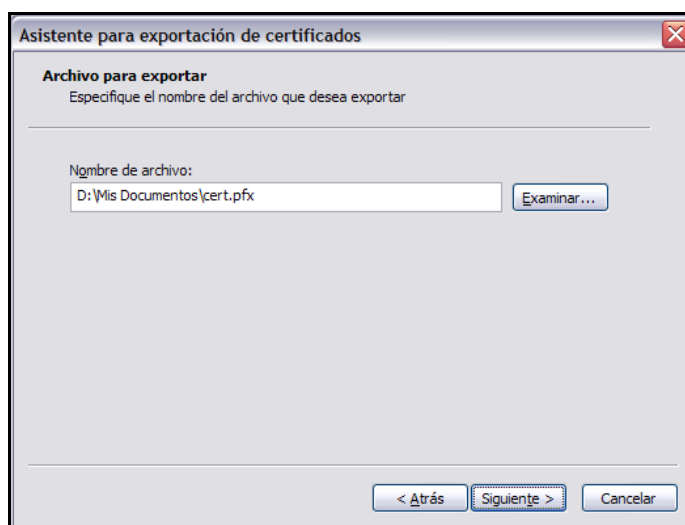 Asistente para exportación de certificados
Archivo para exportar
Especifique el nombre del archivo que desea exportar
Nombre de archivo:
D:\Mis Documentos\cert.pfx
Examinar...
< Atrás
Siguiente >
Cancelar